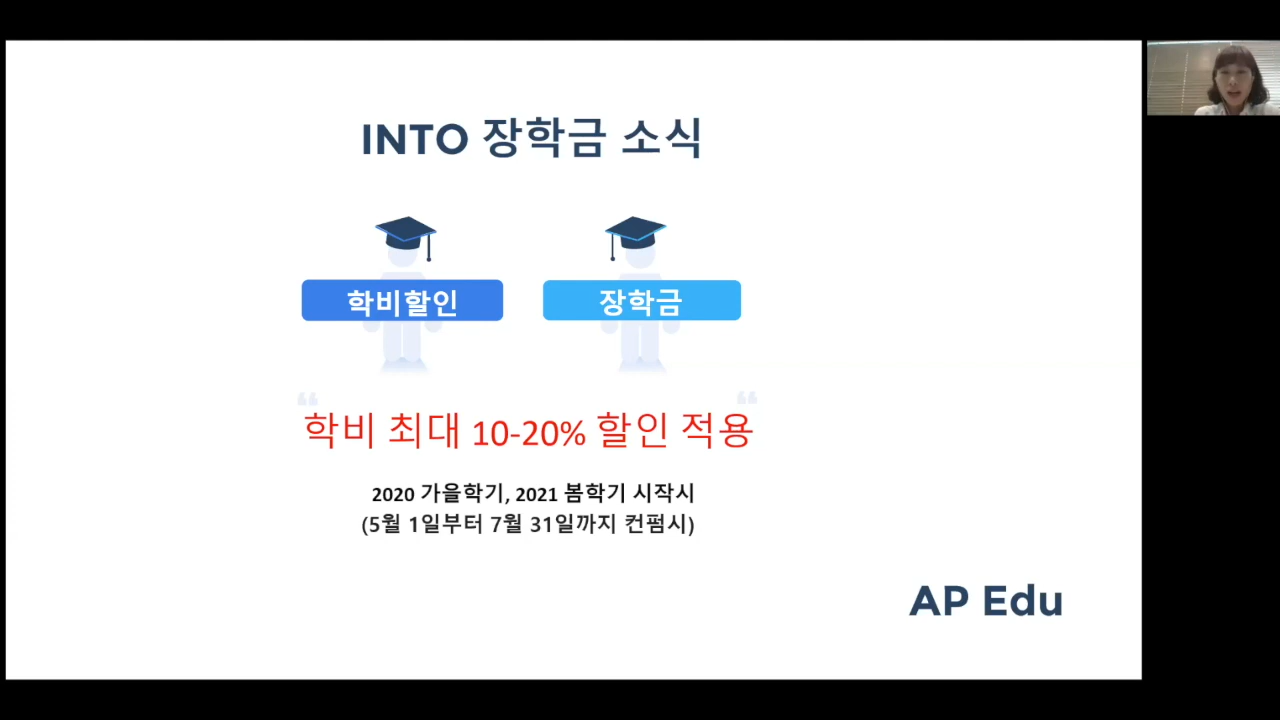 INTO 장학금 소식
학비할인
장학금
“ “
학비 최대 10-20% 할인 적용
2020 가을학기, 2021 봄학기 시작시
(5월 1일부터 7월 31일까지 컨펌시)
AP Edu